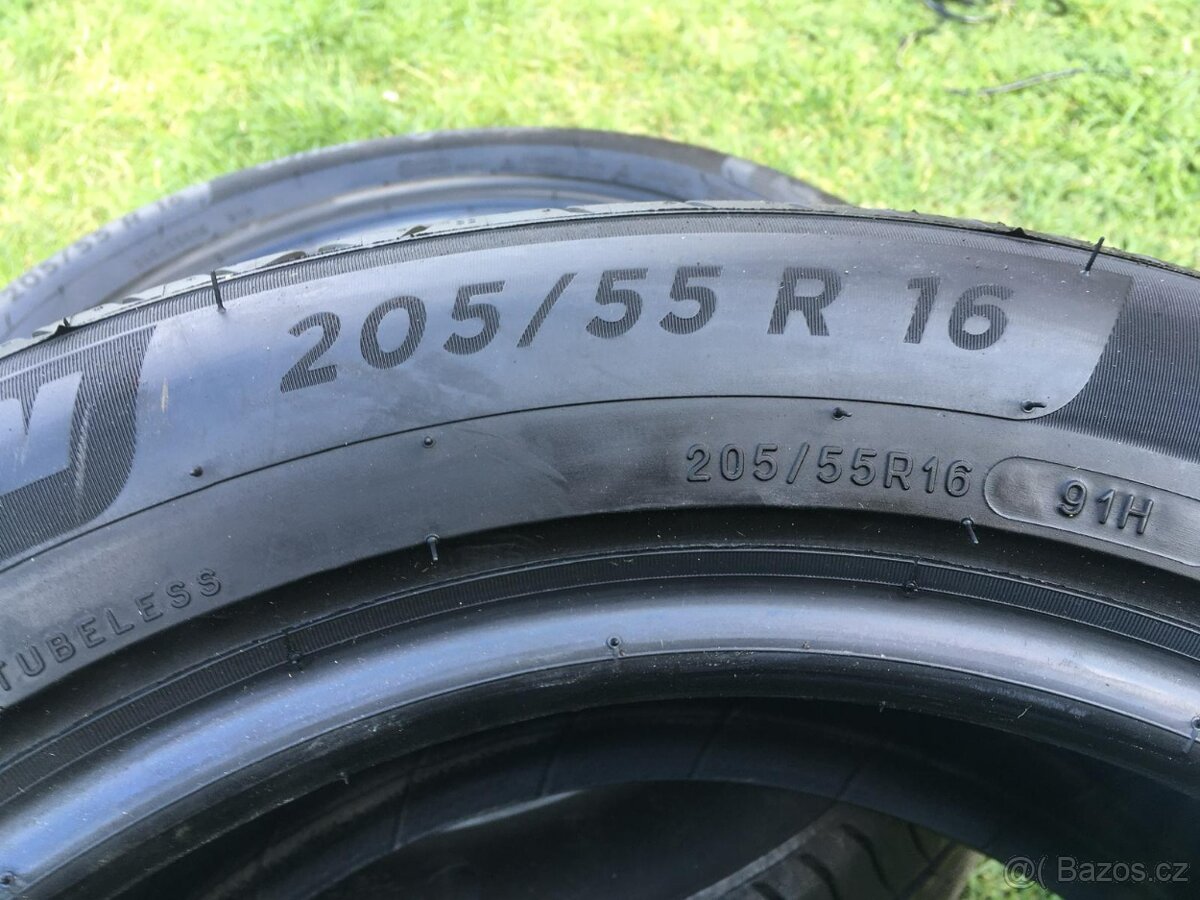 205/55 R 16
205/55R16 91H
TUBELESS
@( Bazos.cz